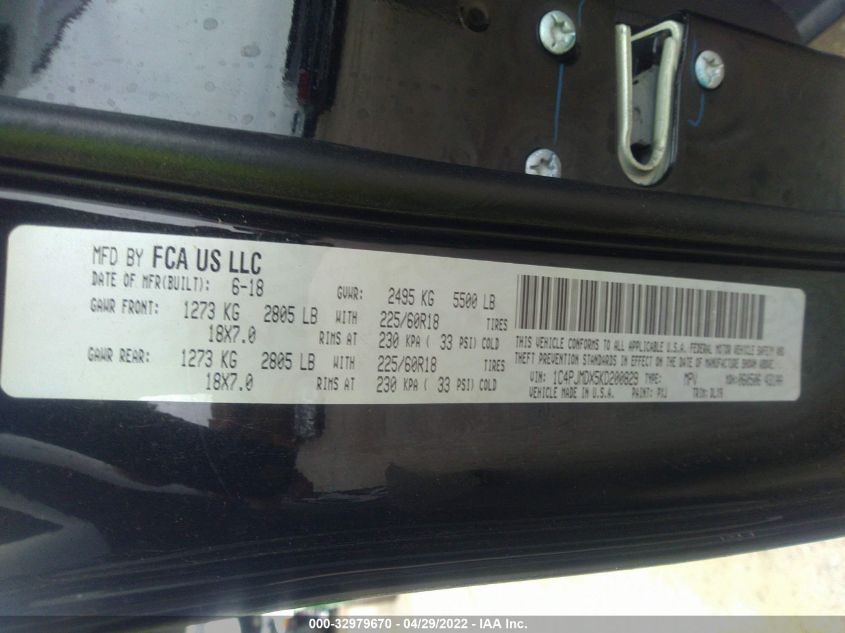 MFD BY FCA US LLC
DATE OF MFR(BUILT): 6-18 GVWR: 2495 KG 5500 LB
GAWR FRONT: 1273 KG 2805 LB WITH 225/60R18 TIRES
18X7.0 RIMS AT 230 KPA ( 33 PSI) COLD
GAWR REAR: 1273 KG 2805 LB WITH 225/60R18 TIRES
18X7.0 RIMS AT 230 KPA ( 33 PSI) COLD
THIS VEHICLE CONFORMS TO ALL APPLICABLE U.S.A. FEDERAL MOTOR VEHICLE SAFETY AND
THEFT PREVENTION STANDARDS IN EFFECT ON THE DATE OF MANUFACTURE SHOWN ABOVE.
VIN: 1C4PJMDX5KD200829 TYPE: MPV MDH:
VEHICLE MADE IN U.S.A. PAINT: PXJ TRIM:
000-32979670 - 04/29/2022 - IAA Inc.